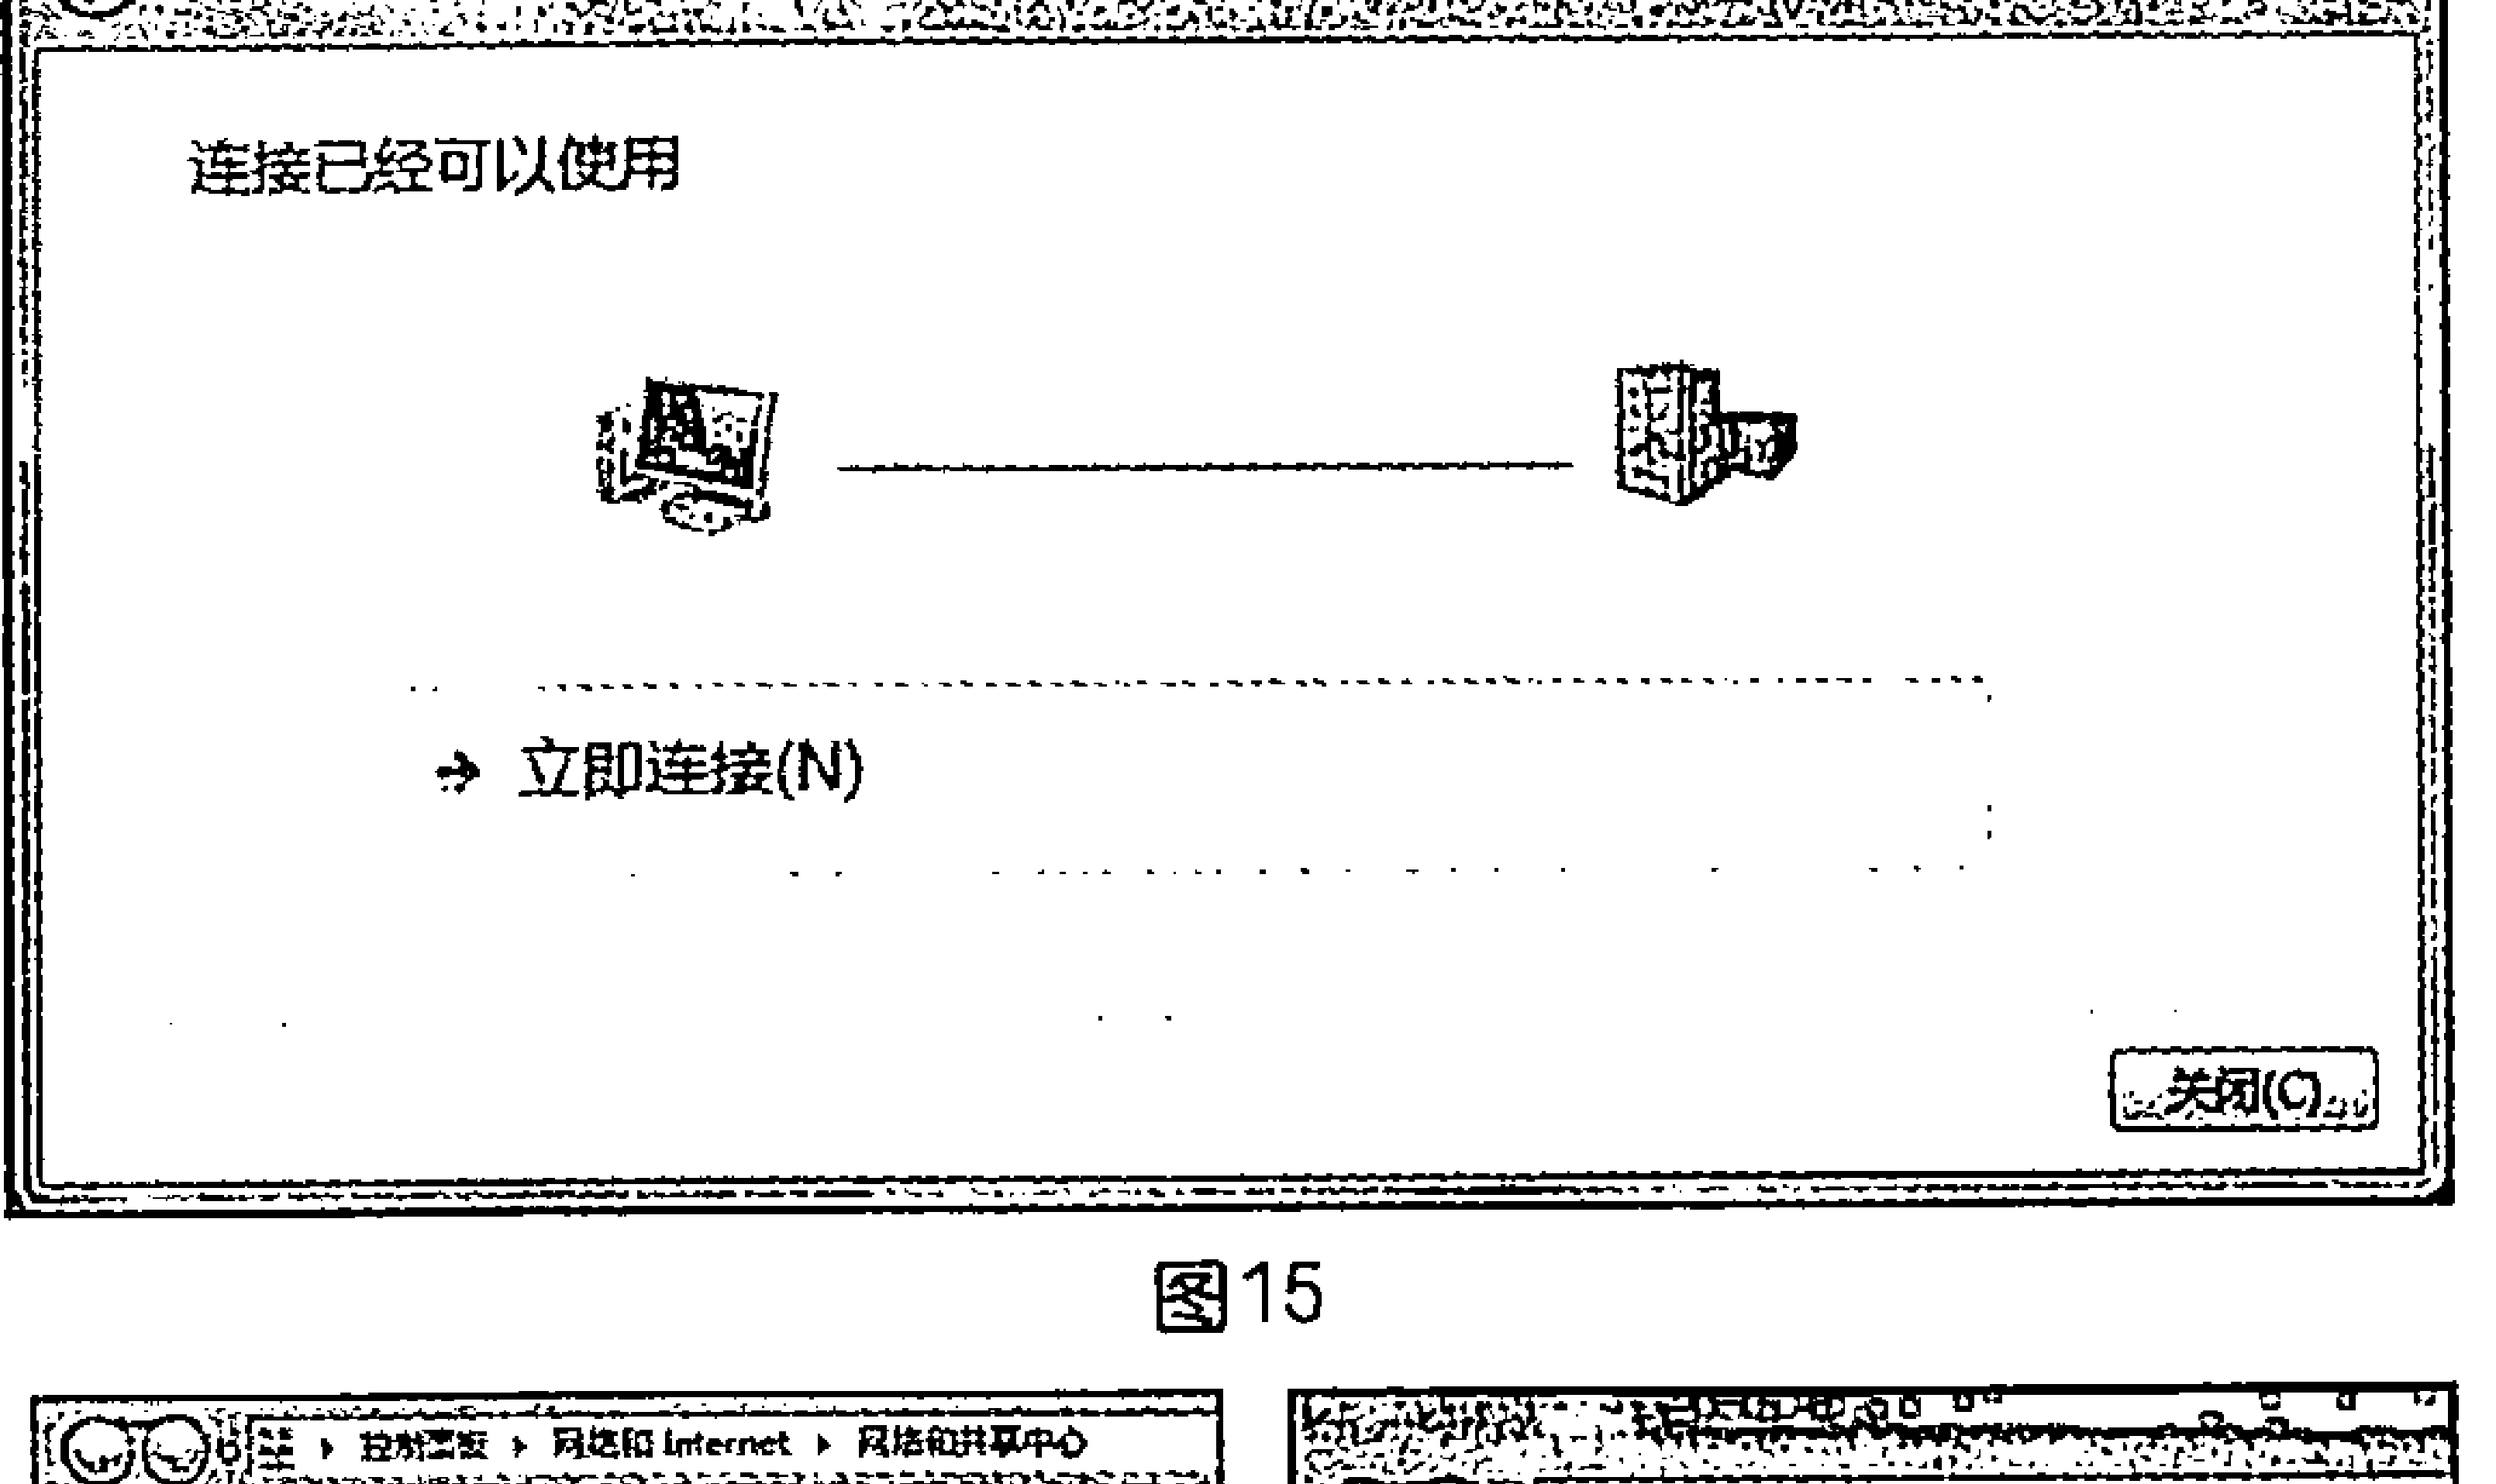 连接已经可以使用
→ 立即连接(N)
关闭(C)
图15
▸ 控制面板 ▸ 网络和 Internet ▸ 网络和共享中心